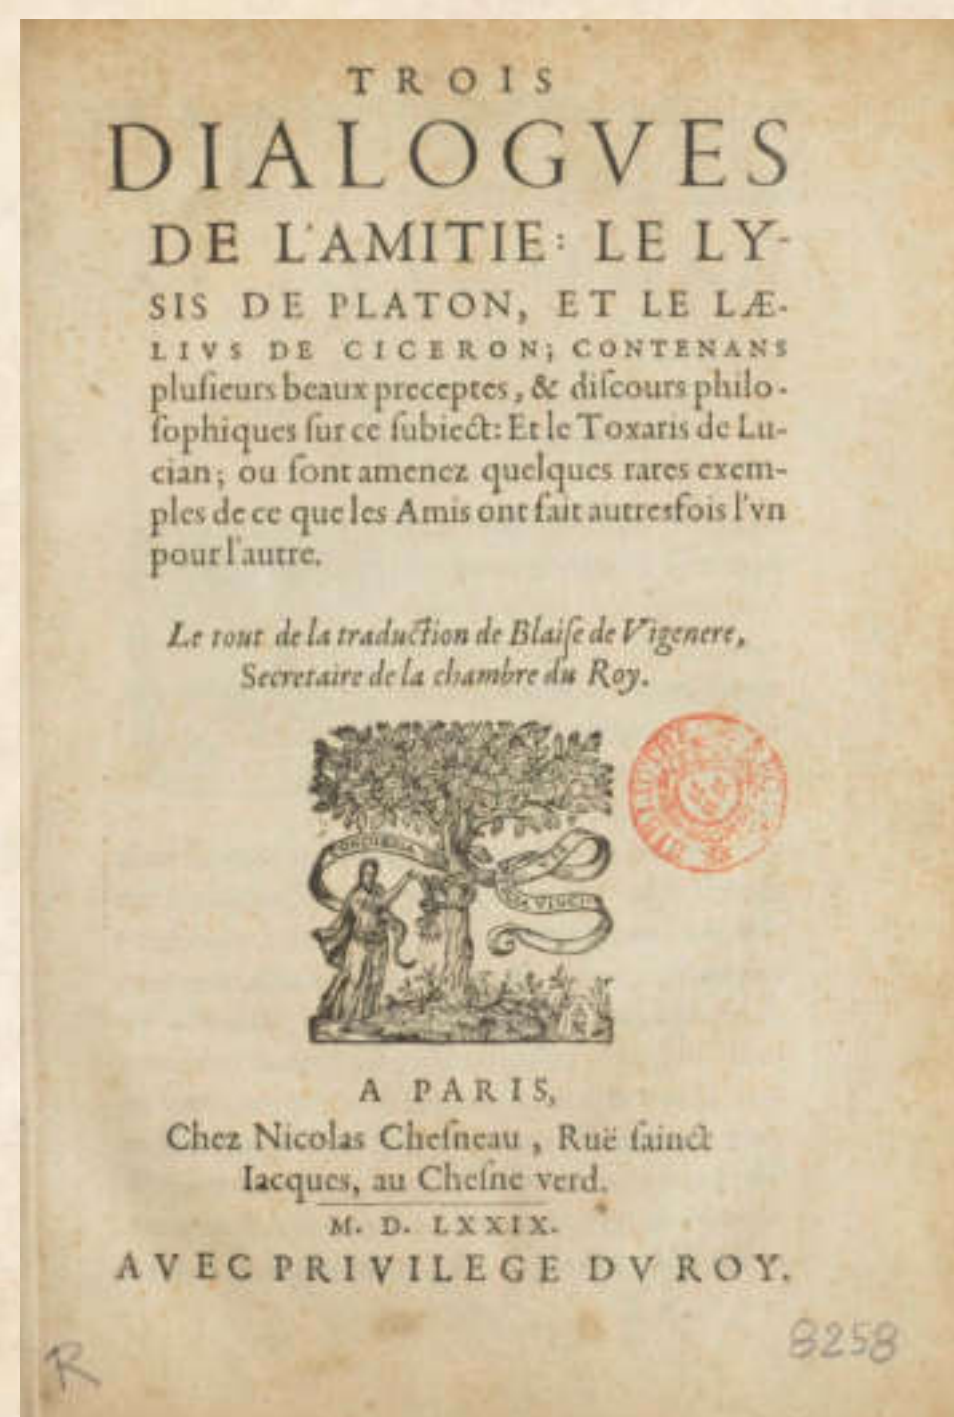 TROIS
DIALOGVES
DE L'AMITIE: LE LY-
SIS DE PLATON, ET LE LÆ-
LIVS DE CICERON; CONTENANS
pluſieurs beaux preceptes, & diſcours philo-
ſophiques ſur ce ſubiect: Et le Toxaris de Lu-
cian; ou ſont amenez quelques rares exem-
ples de ce que les Amis ont fait autresfois l'vn
pour l'autre.
Le tout de la traduction de Blaiſe de Vigenere,
Secretaire de la chambre du Roy.
CONCORDIA
VINCI
A PARIS,
Chez Nicolas Cheſneau, Ruë ſainct
Iacques, au Cheſne verd.
M. D. LXXIX.
AVEC PRIVILEGE DV ROY.
R
8258